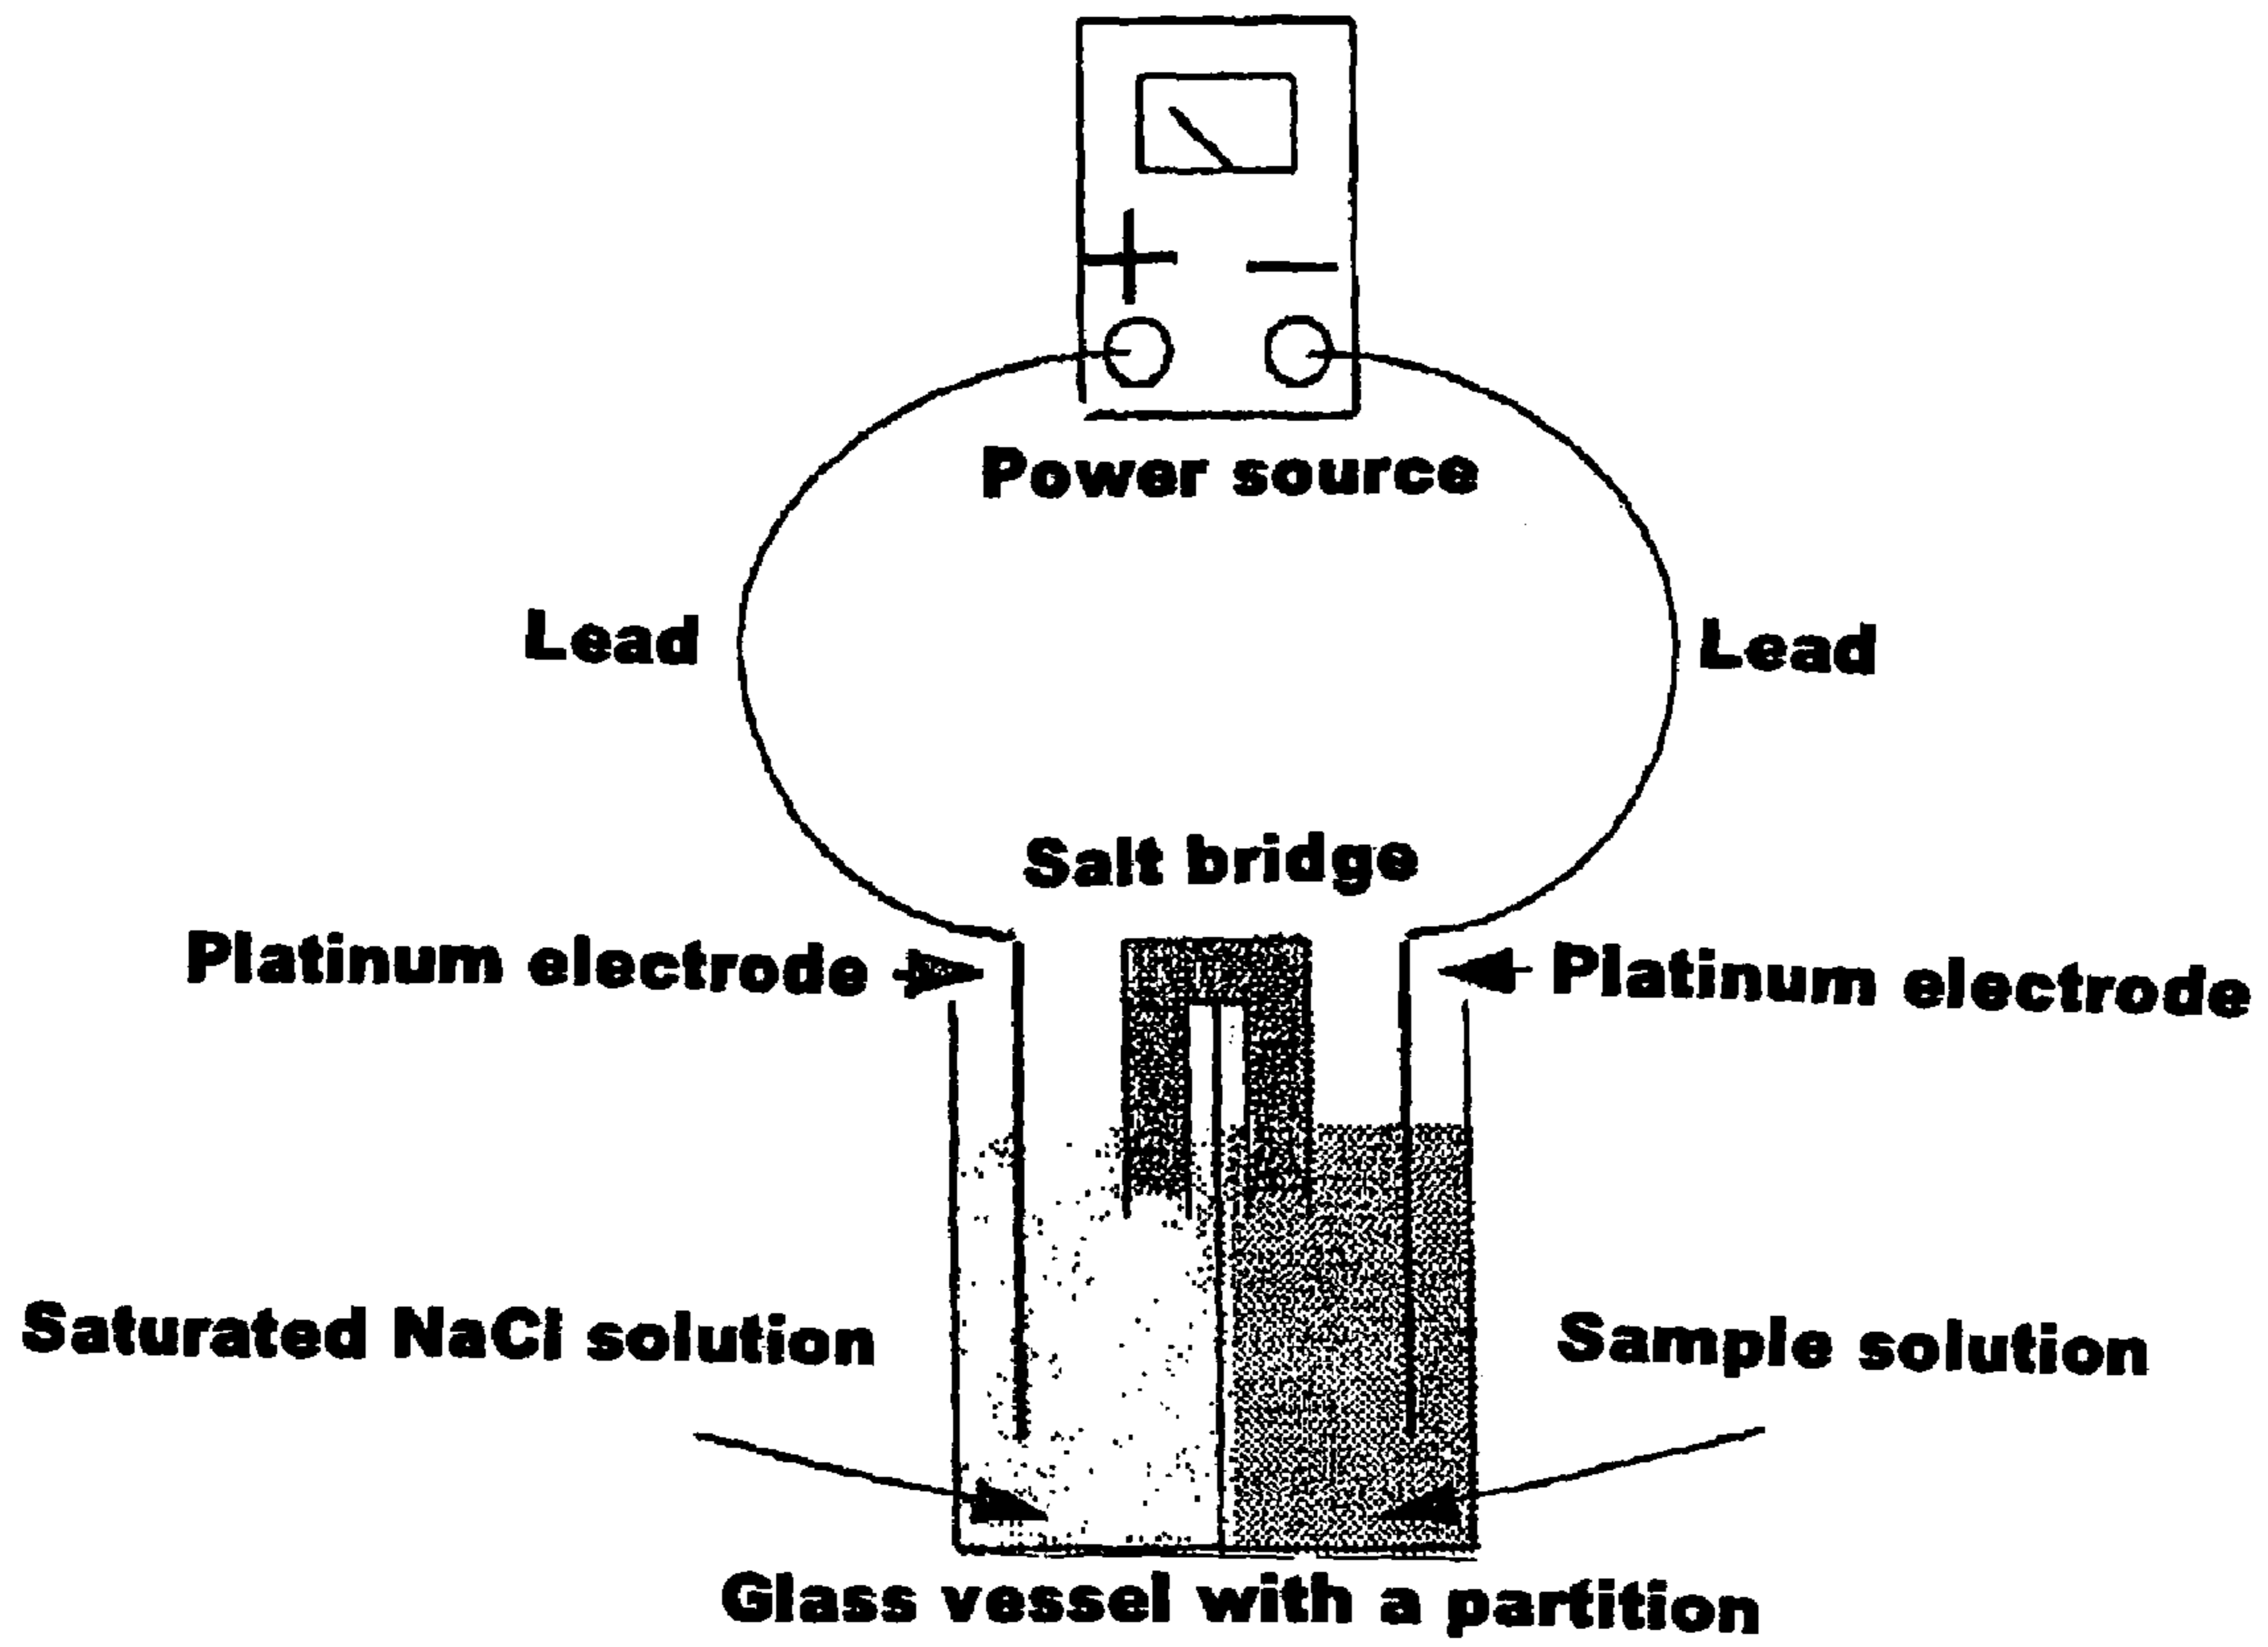 + −
Power source
Lead
Lead
Salt bridge
Platinum electrode
Platinum electrode
Saturated NaCl solution
Sample solution
Glass vessel with a partition